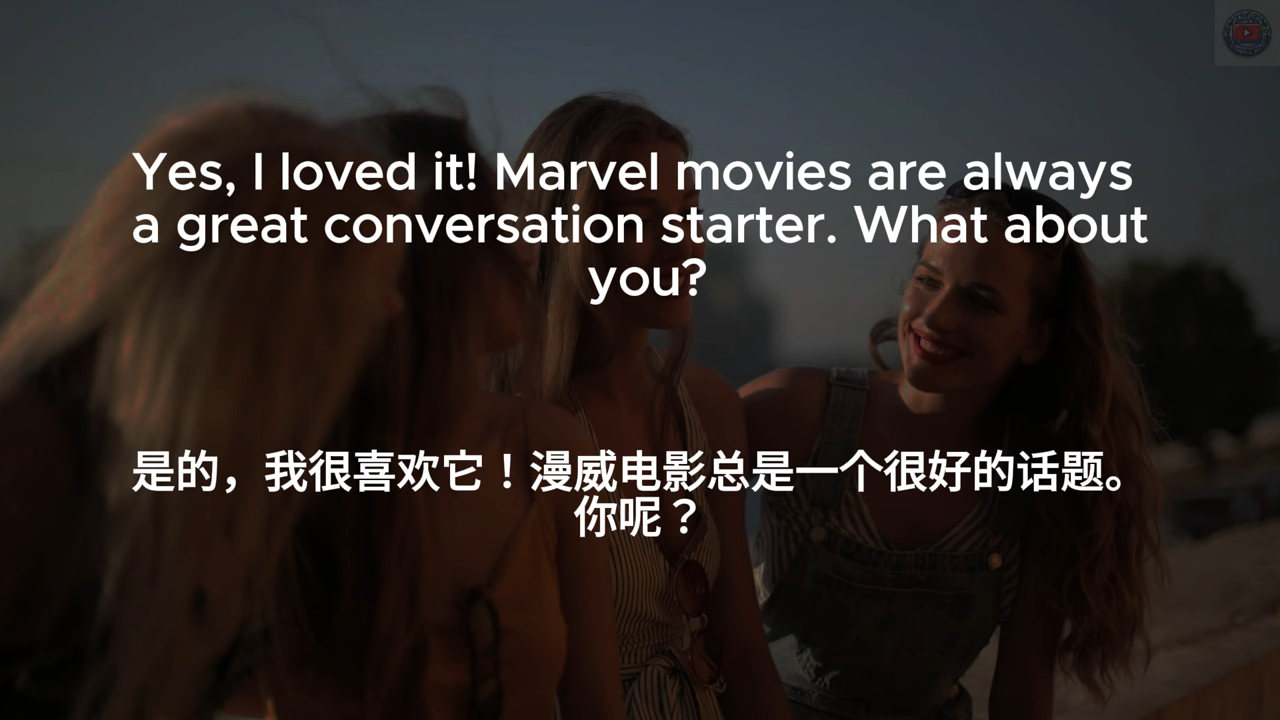 Yes, I loved it! Marvel movies are always
a great conversation starter. What about
you?
是的，我很喜欢它！漫威电影总是一个很好的话题。
你呢？